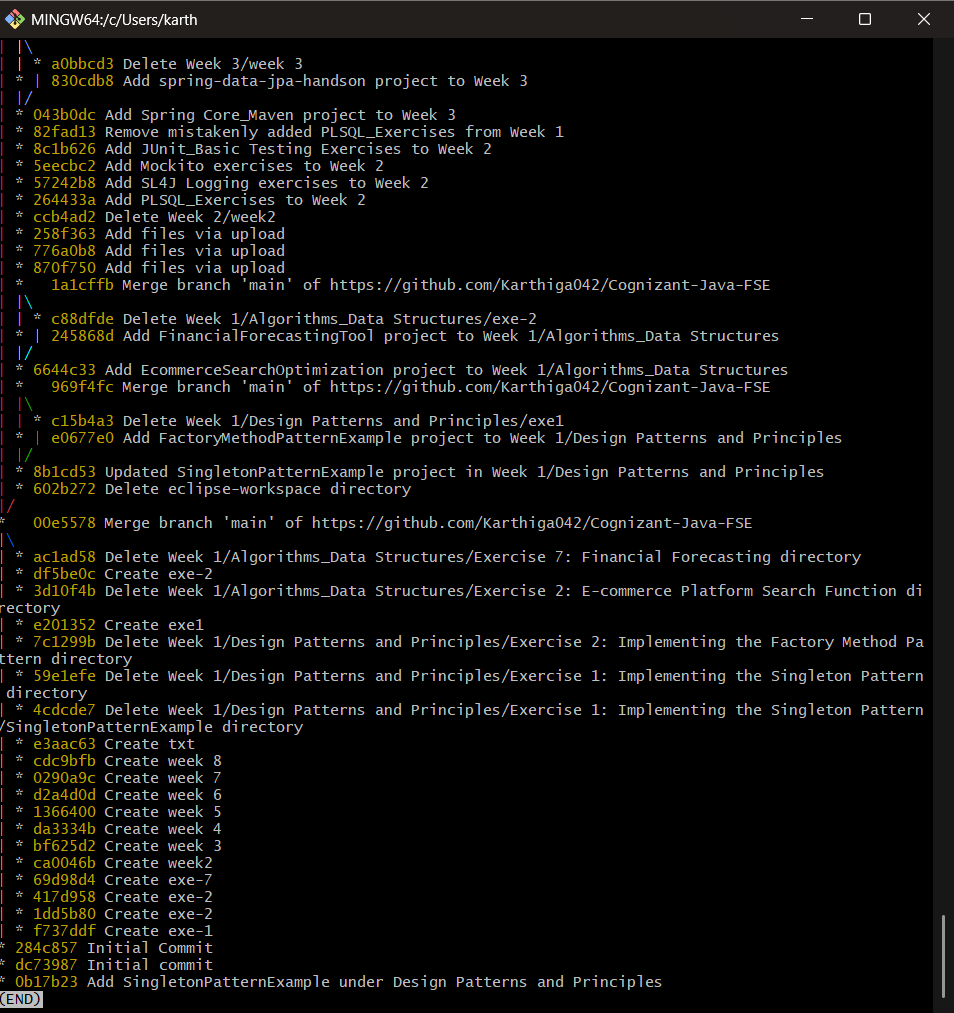 MINGW64:/c/Users/karth
| |\
| | * a0bbcd3 Delete Week 3/week 3
| * | 830cdb8 Add spring-data-jpa-handson project to Week 3
| |/
| * 043b0dc Add Spring Core_Maven project to Week 3
| * 82fad13 Remove mistakenly added PLSQL_Exercises from Week 1
| * 8c1b626 Add JUnit_Basic Testing Exercises to Week 2
| * 5eecbc2 Add Mockito exercises to Week 2
| * 57242b8 Add SL4J Logging exercises to Week 2
| * 264433a Add PLSQL_Exercises to Week 2
| * ccb4ad2 Delete Week 2/week2
| * 258f363 Add files via upload
| * 776a0b8 Add files via upload
| * 870f750 Add files via upload
| *   1a1cffb Merge branch 'main' of https://github.com/Karthiga042/Cognizant-Java-FSE
| |\
| | * c88dfde Delete Week 1/Algorithms_Data Structures/exe-2
| * | 245868d Add FinancialForecastingTool project to Week 1/Algorithms_Data Structures
| |/
| * 6644c33 Add EcommerceSearchOptimization project to Week 1/Algorithms_Data Structures
| *   969f4fc Merge branch 'main' of https://github.com/Karthiga042/Cognizant-Java-FSE
| |\
| | * c15b4a3 Delete Week 1/Design Patterns and Principles/exe1
| * | e0677e0 Add FactoryMethodPatternExample project to Week 1/Design Patterns and Principles
| |/
| * 8b1cd53 Updated SingletonPatternExample project in Week 1/Design Patterns and Principles
| * 602b272 Delete eclipse-workspace directory
|/
*   00e5578 Merge branch 'main' of https://github.com/Karthiga042/Cognizant-Java-FSE
|\
| * ac1ad58 Delete Week 1/Algorithms_Data Structures/Exercise 7: Financial Forecasting directory
| * df5be0c Create exe-2
| * 3d10f4b Delete Week 1/Algorithms_Data Structures/Exercise 2: E-commerce Platform Search Function di
rectory
| * e201352 Create exe1
| * 7c1299b Delete Week 1/Design Patterns and Principles/Exercise 2: Implementing the Factory Method Pa
ttern directory
| * 59e1efe Delete Week 1/Design Patterns and Principles/Exercise 1: Implementing the Singleton Pattern
 directory
| * 4cdcde7 Delete Week 1/Design Patterns and Principles/Exercise 1: Implementing the Singleton Pattern
/SingletonPatternExample directory
| * e3aac63 Create txt
| * cdc9bfb Create week 8
| * 0290a9c Create week 7
| * d2a4d0d Create week 6
| * 1366400 Create week 5
| * da3334b Create week 4
| * bf625d2 Create week 3
| * ca0046b Create week2
| * 69d98d4 Create exe-7
| * 417d958 Create exe-2
| * 1dd5b80 Create exe-2
| * f737ddf Create exe-1
* 284c857 Initial Commit
* dc73987 Initial commit
* 0b17b23 Add SingletonPatternExample under Design Patterns and Principles
(END)